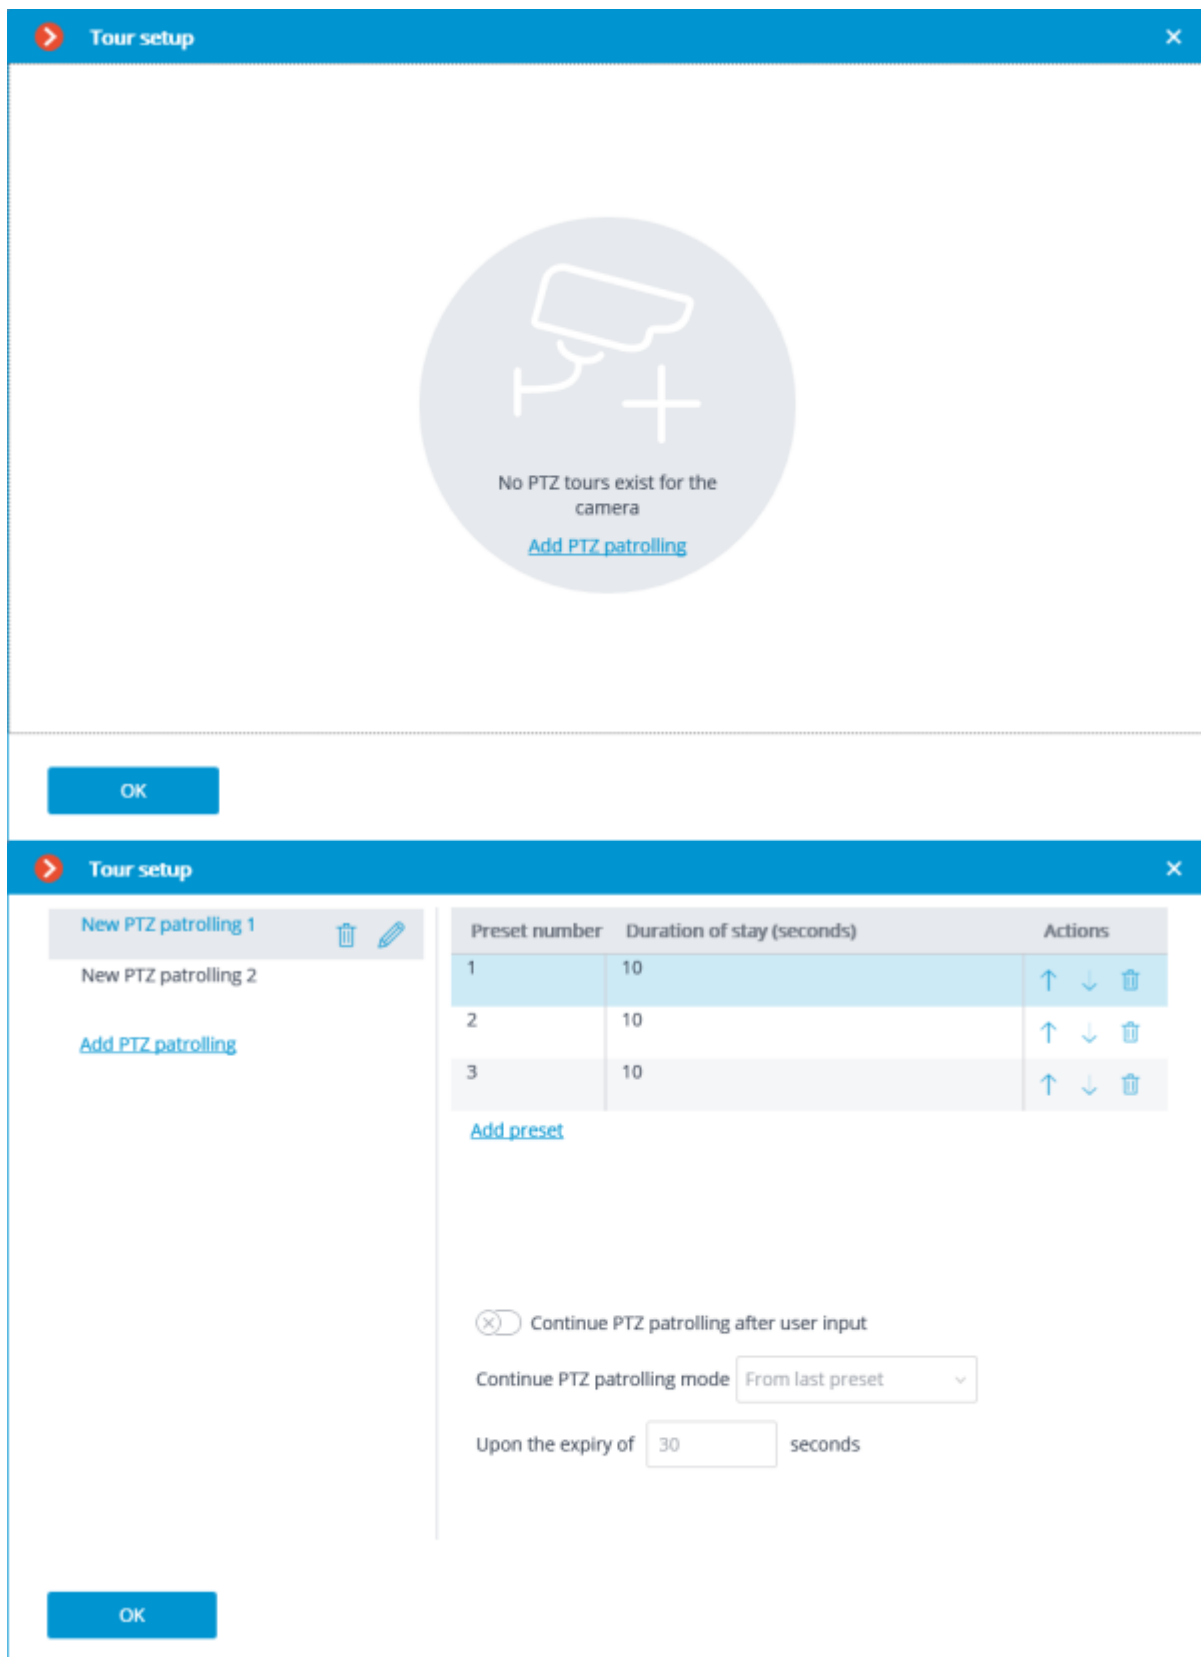 Tour setup
No PTZ tours exist for the
camera
Add PTZ patrolling
OK
Tour setup
New PTZ patrolling 1
New PTZ patrolling 2
Add PTZ patrolling
Preset number Duration of stay (seconds) Actions
1 10
2 10
3 10
Add preset
Continue PTZ patrolling after user input
Continue PTZ patrolling mode From last preset
Upon the expiry of 30 seconds
OK